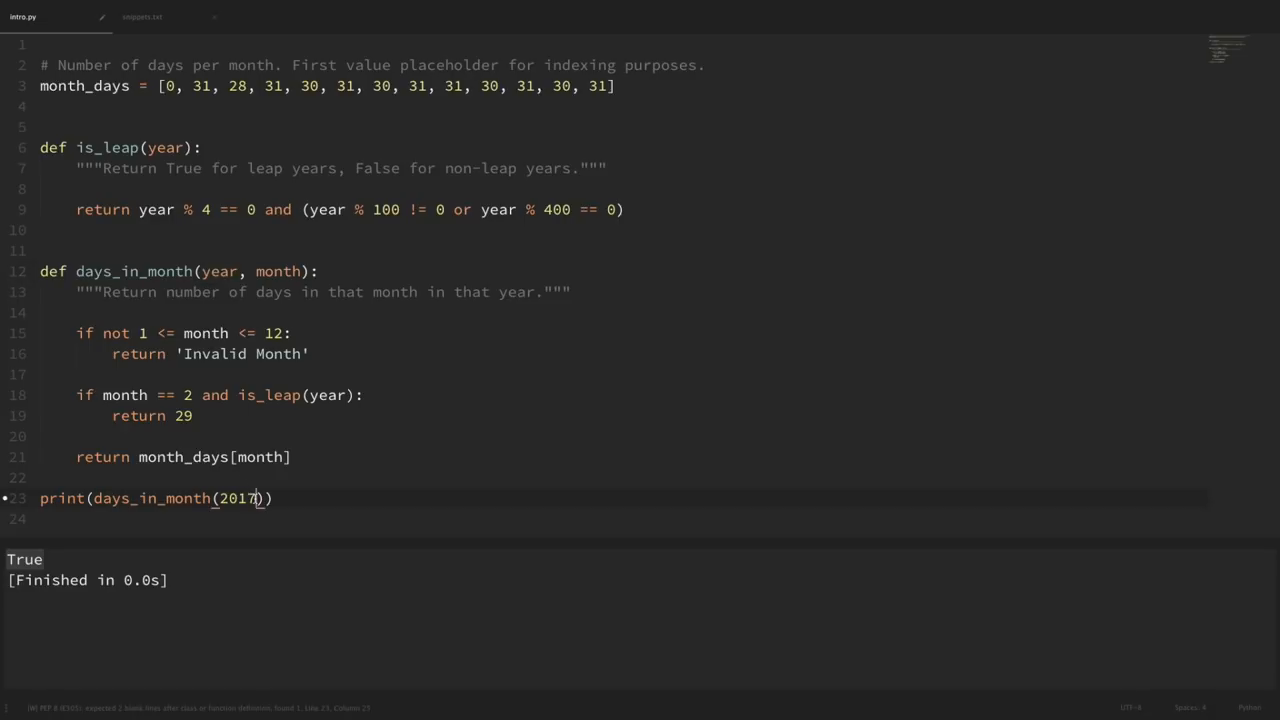 intro.py
snippets.txt
1
2 # Number of days per month. First value placeholder for indexing purposes.
3 month_days = [0, 31, 28, 31, 30, 31, 30, 31, 31, 30, 31, 30, 31]
4
5
6 def is_leap(year):
7 """Return True for leap years, False for non-leap years."""
8
9 return year % 4 == 0 and (year % 100 != 0 or year % 400 == 0)
10
11
12 def days_in_month(year, month):
13 """Return number of days in that month in that year."""
14
15 if not 1 <= month <= 12:
16 return 'Invalid Month'
17
18 if month == 2 and is_leap(year):
19 return 29
20
21 return month_days[month]
22
23 print(days_in_month(2017))
24
True
[Finished in 0.0s]
[W] PEP 8 (E305): expected 2 blank lines after class or function definition, found 1, Line 23, Column 25
UTF-8 Spaces: 4 Python